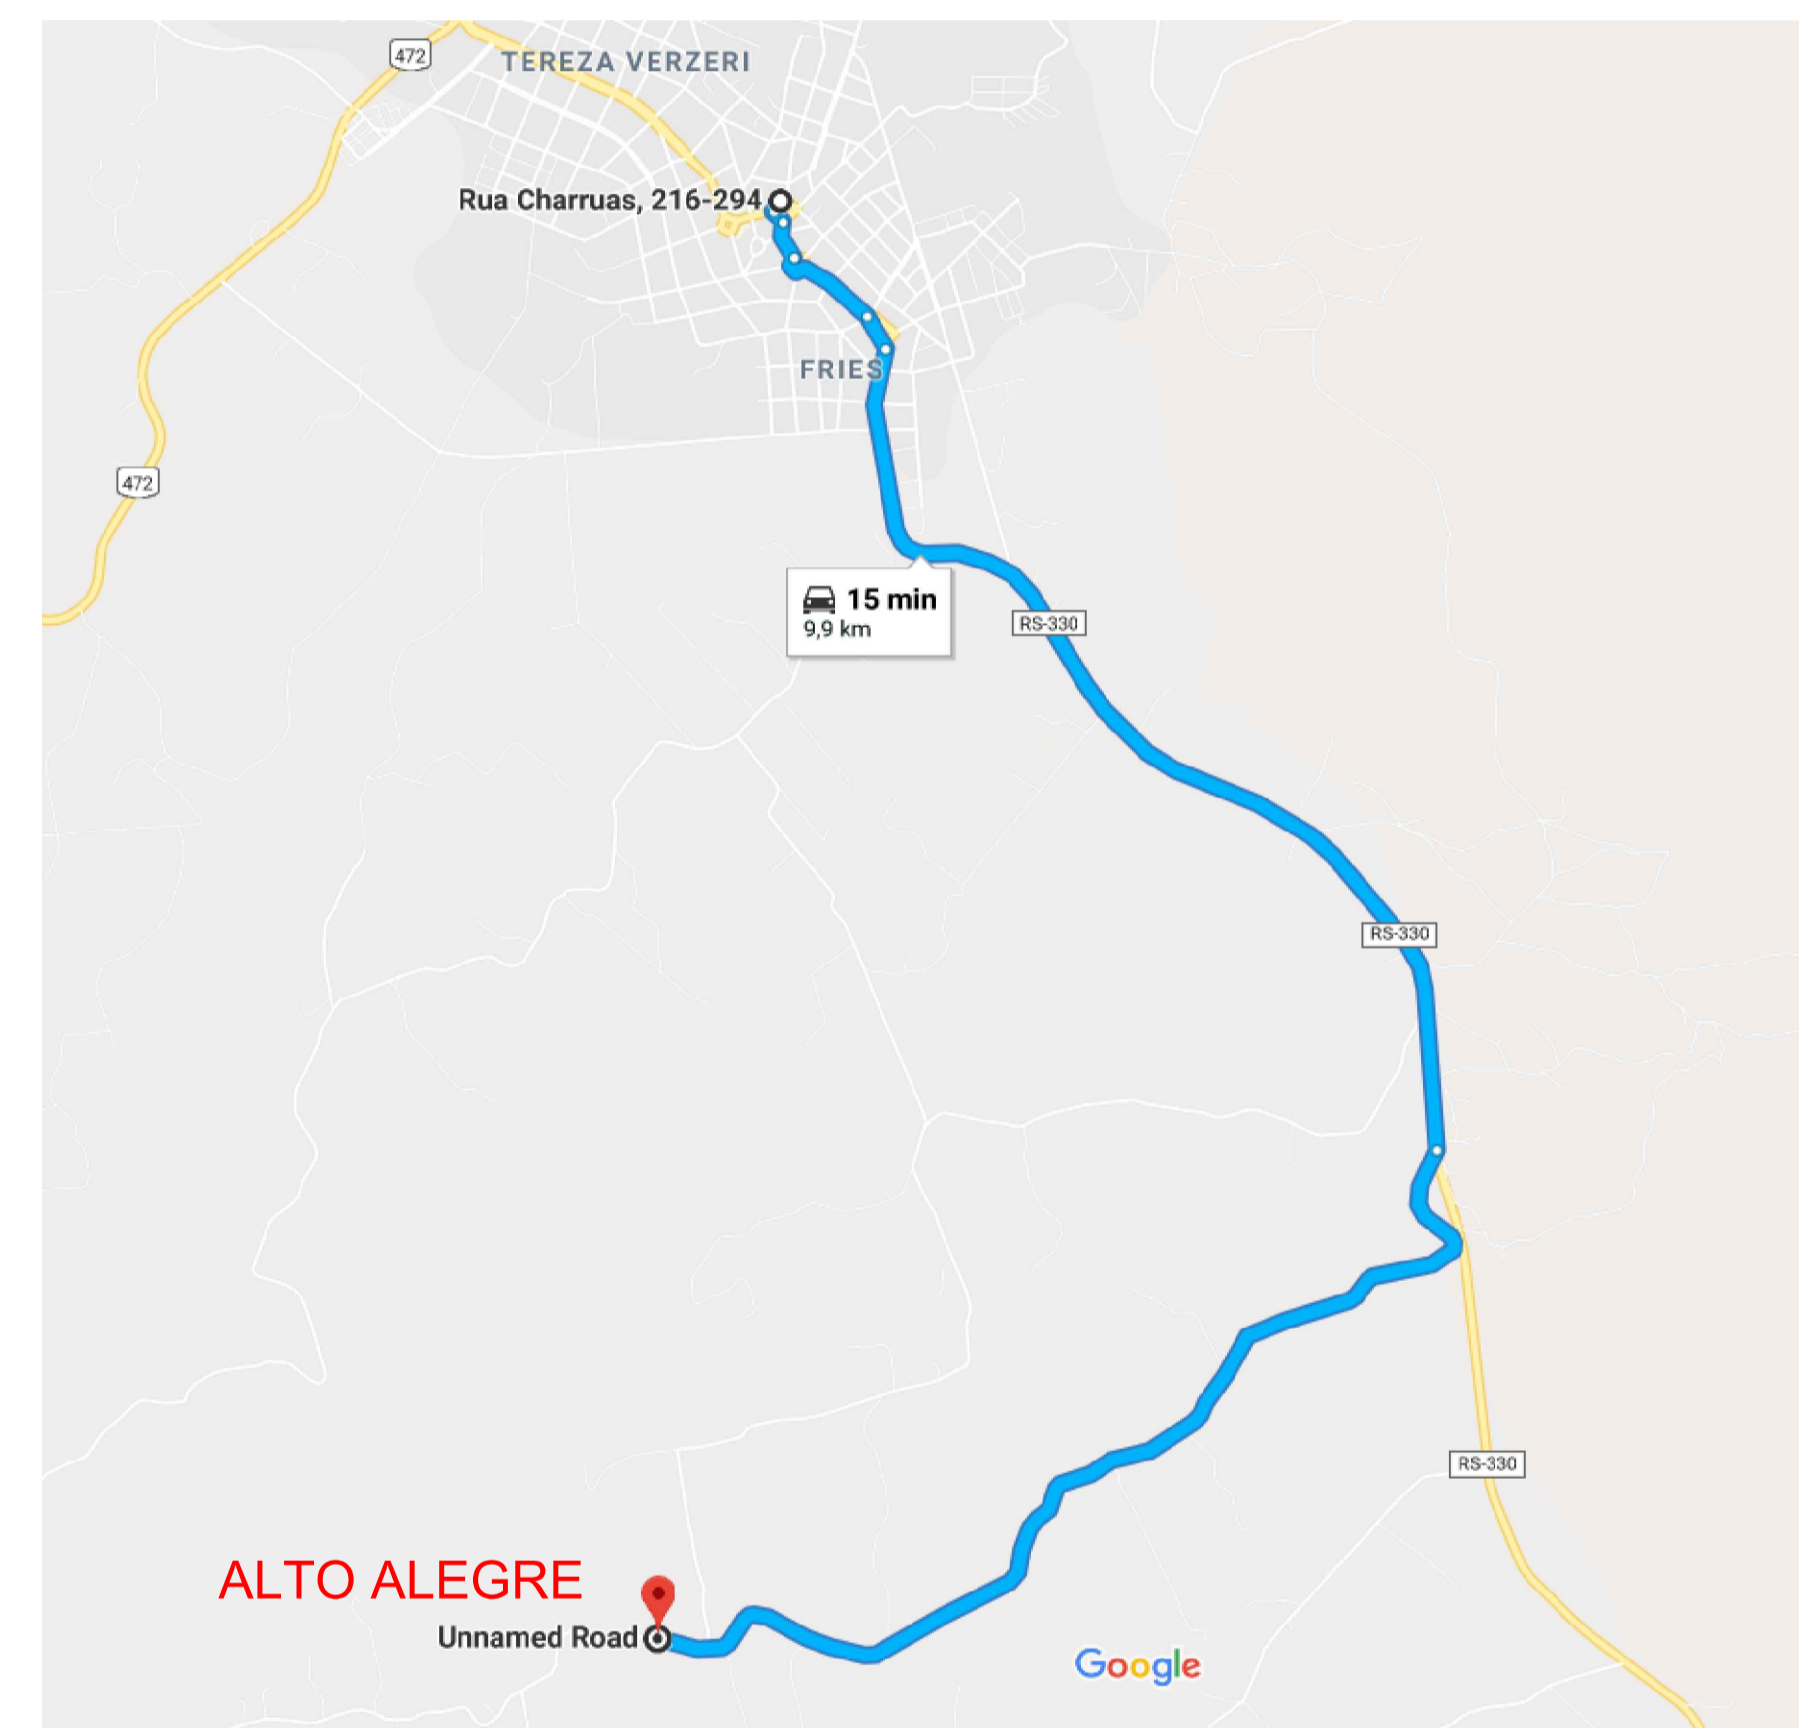 472
TEREZA VERZERI
Rua Charruas, 216-294
FRIES
472
15 min
9,9 km
RS-330
RS-330
RS-330
ALTO ALEGRE
Unnamed Road
Google